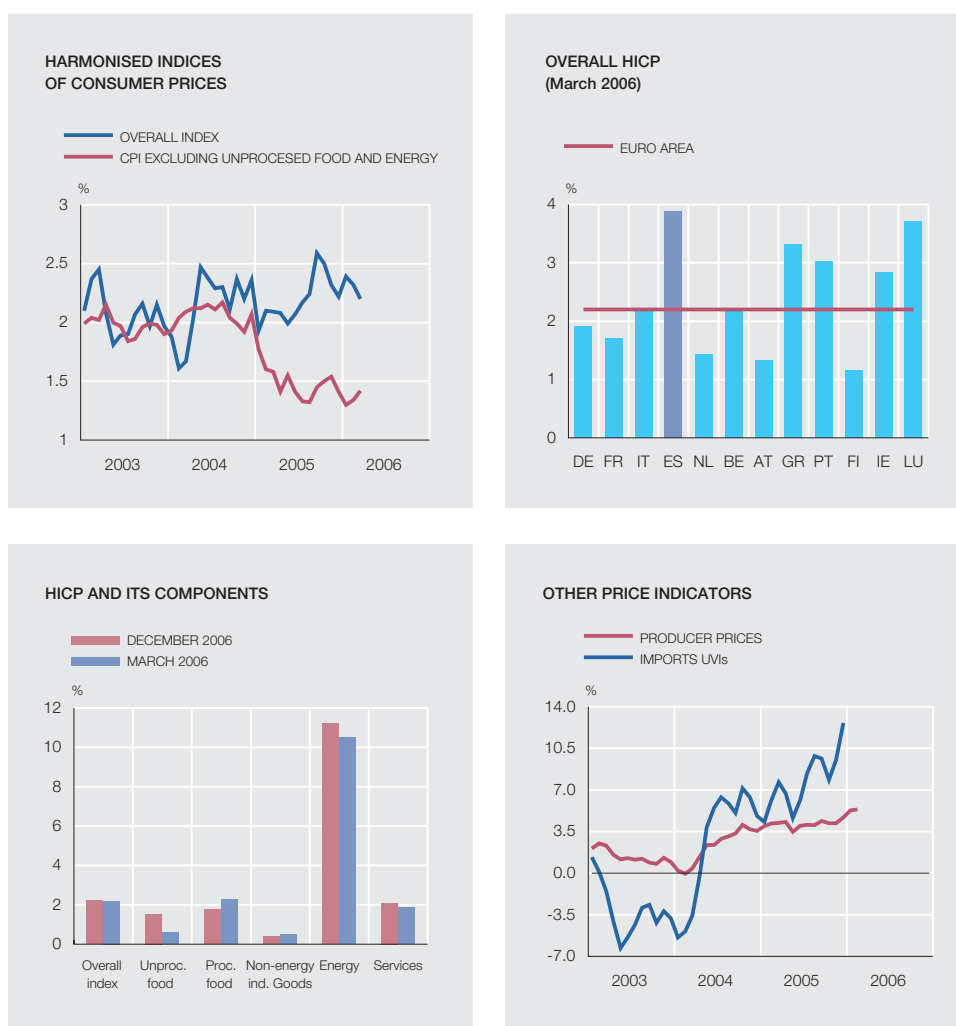 HARMONISED INDICES
OF CONSUMER PRICES
OVERALL INDEX
CPI EXCLUDING UNPROCESED FOOD AND ENERGY
%
3
2.5
2
1.5
1
2003 2004 2005 2006
OVERALL HICP
(March 2006)
EURO AREA
%
4
3
2
1
0
DE FR IT ES NL BE AT GR PT FI IE LU
HICP AND ITS COMPONENTS
DECEMBER 2006
MARCH 2006
%
12
10
8
6
4
2
0
Overall Unproc. Proc. Non-energy Energy Services
index food food ind. Goods
OTHER PRICE INDICATORS
PRODUCER PRICES
IMPORTS UVIs
%
14.0
10.5
7.0
3.5
0.0
-3.5
-7.0
2003 2004 2005 2006